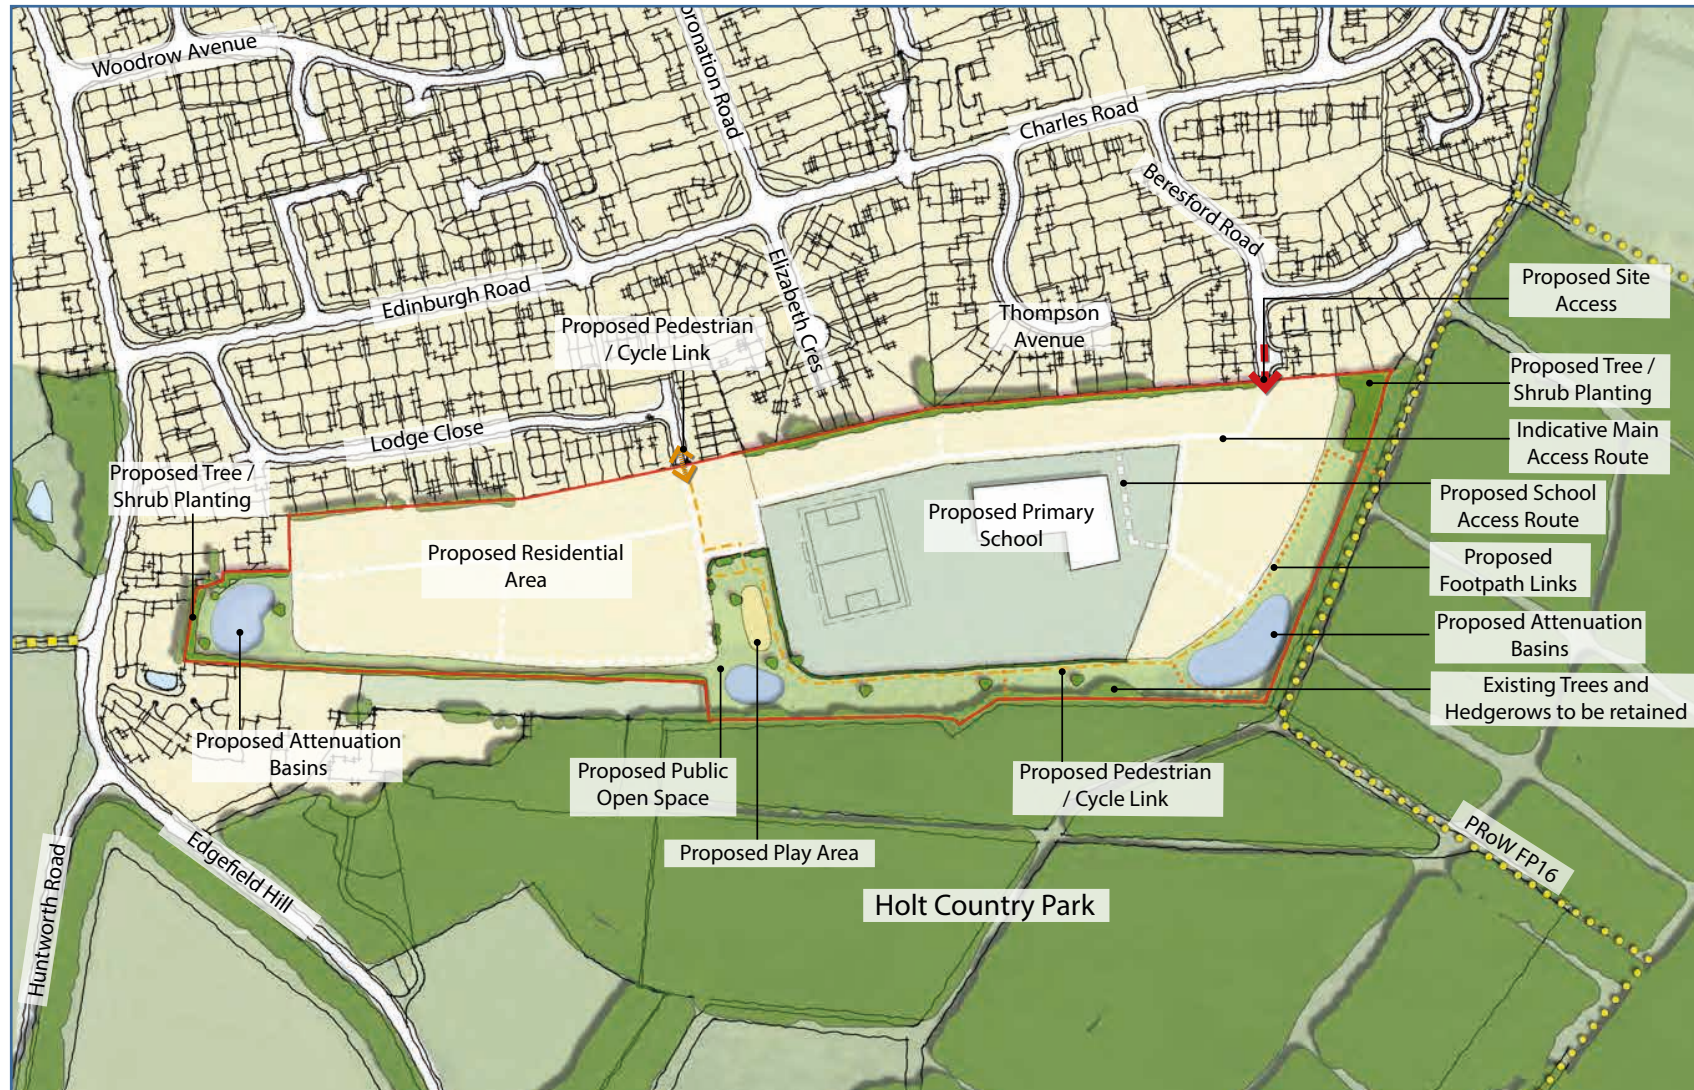 Woodrow Avenue
oronation Road
Charles Road
Beresford Road
Edinburgh Road
Elizabeth Cres
Proposed Pedestrian
/ Cycle Link
Thompson
Avenue
Proposed Site
Access
Proposed Tree /
Shrub Planting
Indicative Main
Access Route
Lodge Close
Proposed Tree /
Shrub Planting
Proposed School
Access Route
Proposed Primary
School
Proposed Residential
Area
Proposed
Footpath Links
Proposed Attenuation
Basins
Existing Trees and
Hedgerows to be retained
Proposed Attenuation
Basins
Proposed Public
Open Space
Proposed Pedestrian
/ Cycle Link
Proposed Play Area
PRoW FP16
Huntworth Road
Edgefield Hill
Holt Country Park